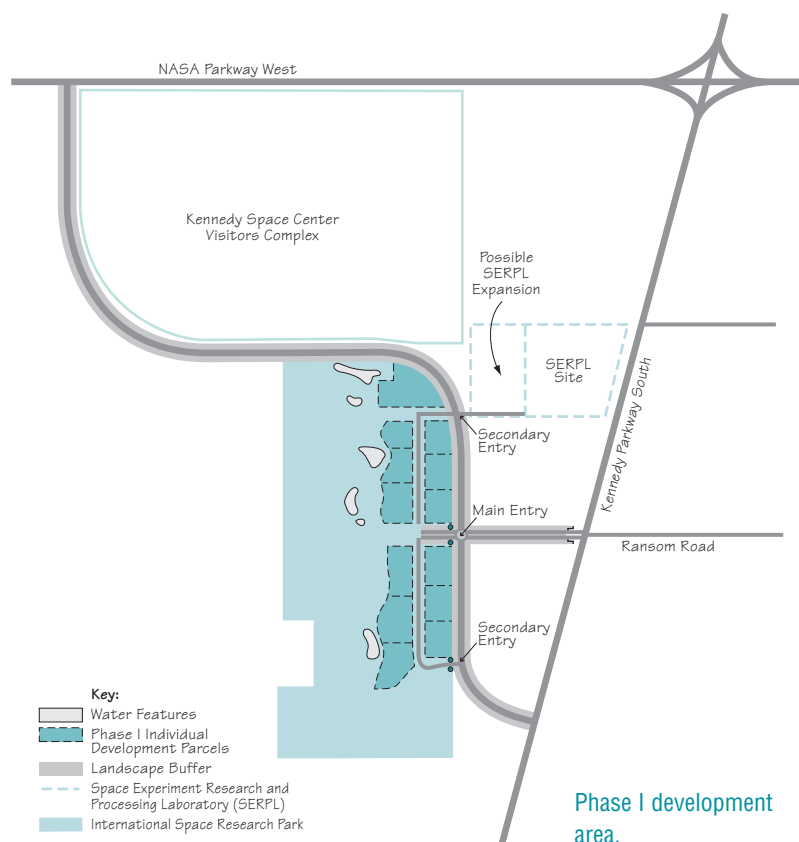 NASA Parkway West
Kennedy Space Center
Visitors Complex
Possible
SERPL
Expansion
SERPL
Site
Kennedy Parkway South
Secondary
Entry
Main Entry
Ransom Road
Secondary
Entry
Key:
Water Features
Phase I Individual
Development Parcels
Landscape Buffer
Space Experiment Research and
Processing Laboratory (SERPL)
International Space Research Park
Phase I development
area.